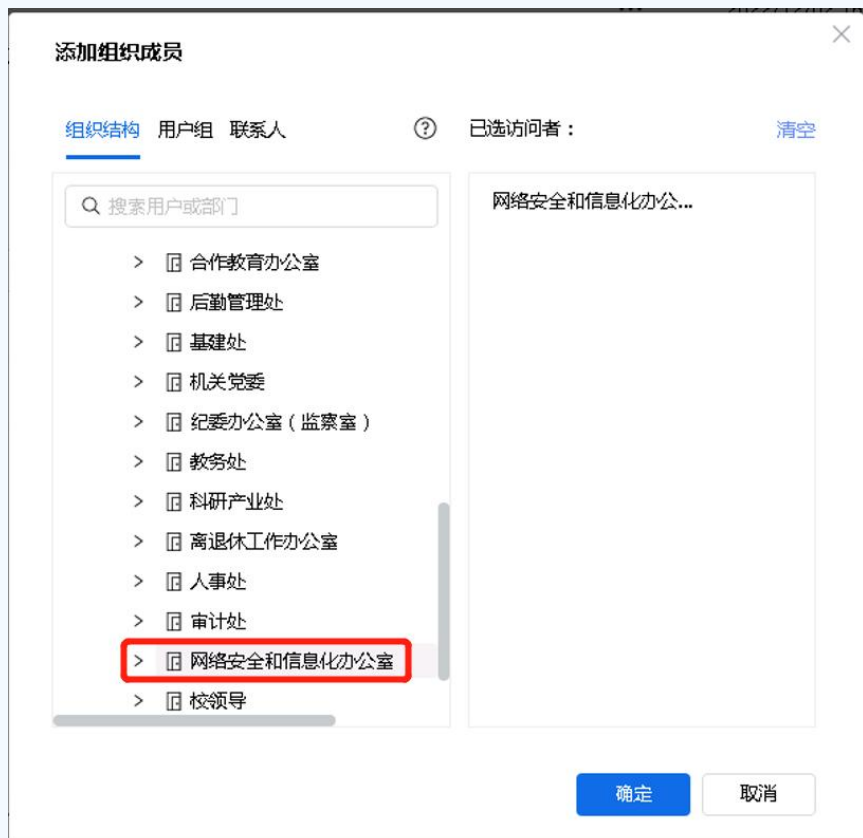 添加组织成员
组织结构 用户组 联系人
已选访问者：
清空
搜索用户或部门
合作教育办公室
后勤管理处
基建处
机关党委
纪委办公室（监察室）
教务处
科研产业处
离退休工作办公室
人事处
审计处
网络安全和信息化办公室
校领导
网络安全和信息化办公...
确定
取消